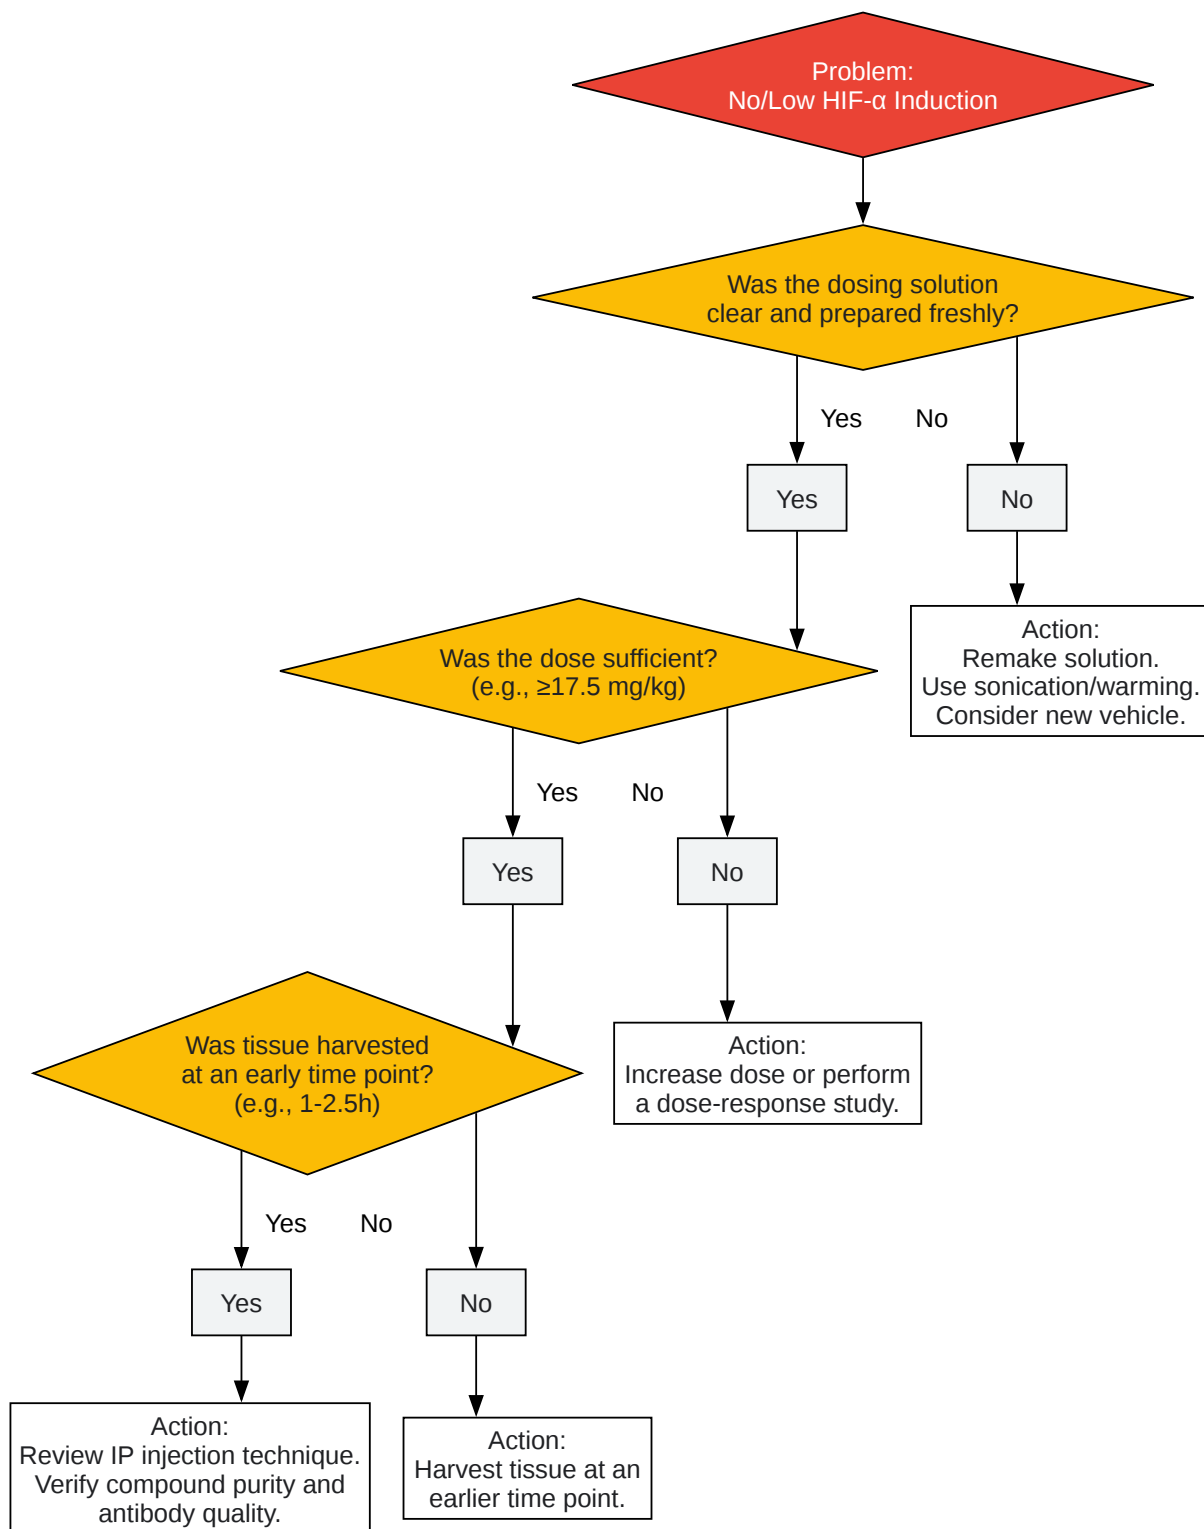 Problem:
No/Low HIF-α Induction
Was the dosing solution
clear and prepared freshly?
Yes
No
Yes
No
Action:
Remake solution.
Use sonication/warming.
Consider new vehicle.
Was the dose sufficient?
(e.g., ≥17.5 mg/kg)
Yes
No
Yes
No
Action:
Increase dose or perform
a dose-response study.
Was tissue harvested
at an early time point?
(e.g., 1-2.5h)
Yes
No
Yes
No
Action:
Review IP injection technique.
Verify compound purity and
antibody quality.
Action:
Harvest tissue at an
earlier time point.